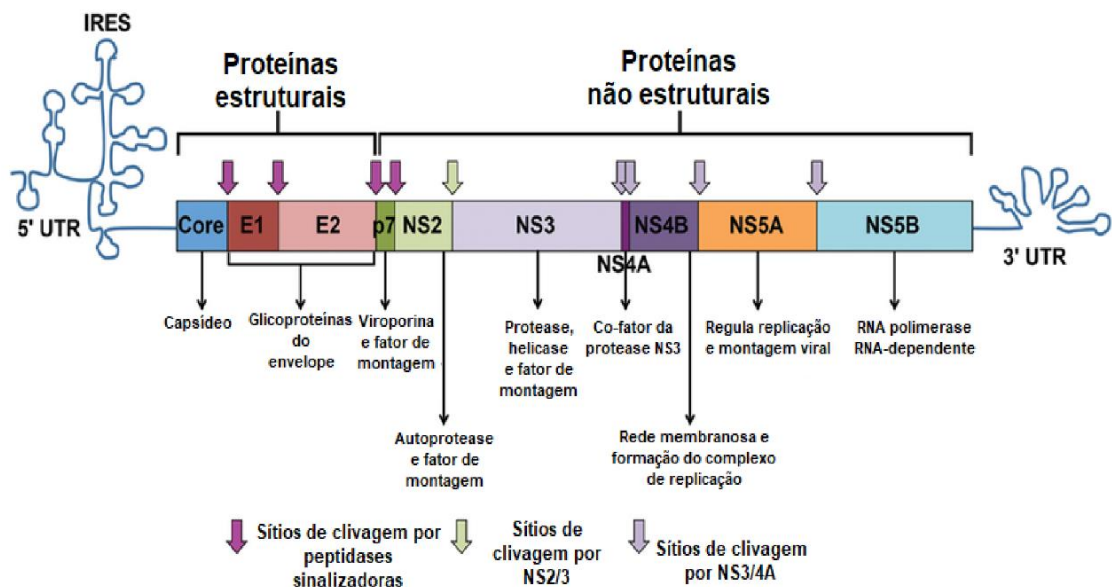 IRES
Proteínas
estruturais
Proteínas
não estruturais
5' UTR
Core
E1
E2
p7
NS2
NS3
NS4A
NS4B
NS5A
NS5B
3' UTR
Capsídeo
Glicoproteínas
do
envelope
Viroporina
e fator de
montagem
Protease,
helicase
e fator de
montagem
Co-fator da
protease NS3
Regula replicação
e montagem viral
RNA polimerase
RNA-dependente
Autoprotease
e fator de
montagem
Rede membranosa e
formação do complexo
de replicação
Sítios de clivagem por
peptidases
sinalizadoras
Sítios de
clivagem por
NS2/3
Sítios de clivagem
por NS3/4A